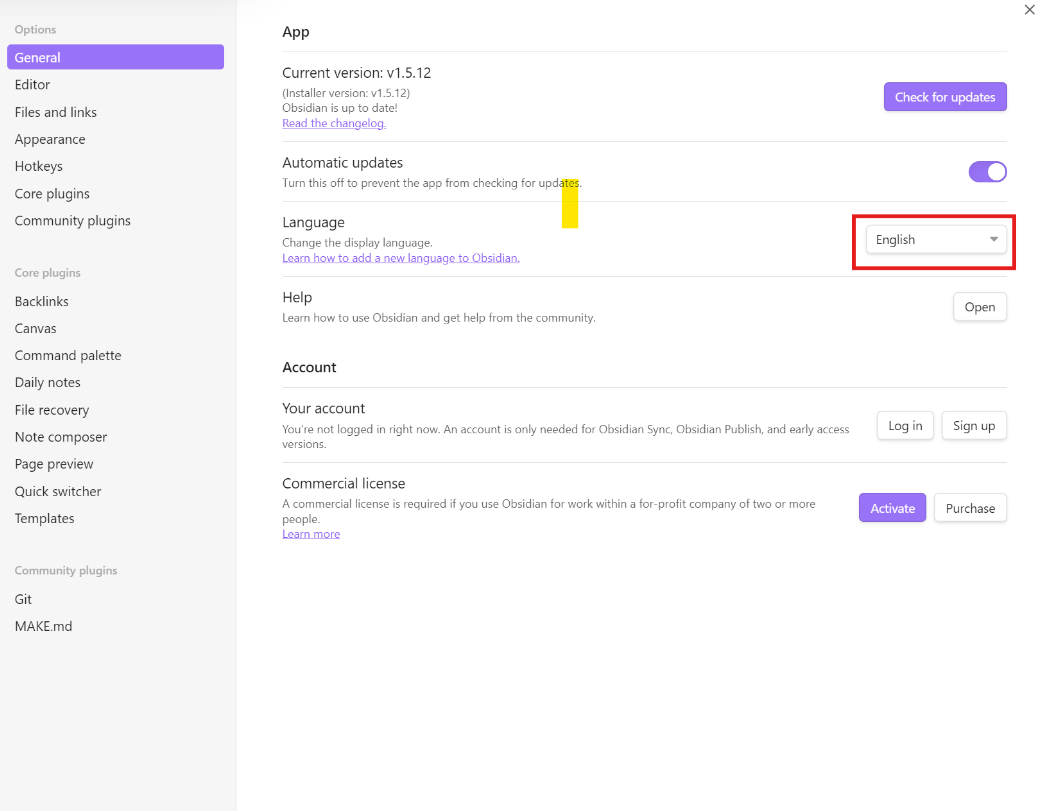 Options
General
Editor
Files and links
Appearance
Hotkeys
Core plugins
Community plugins
Core plugins
Backlinks
Canvas
Command palette
Daily notes
File recovery
Note composer
Page preview
Quick switcher
Templates
Community plugins
Git
MAKE.md
App
Current version: v1.5.12
(Installer version: v1.5.12)
Obsidian is up to date!
Read the changelog.
Check for updates
Automatic updates
Turn this off to prevent the app from checking for updates.
Language
Change the display language.
Learn how to add a new language to Obsidian.
English
Help
Learn how to use Obsidian and get help from the community.
Open
Account
Your account
You're not logged in right now. An account is only needed for Obsidian Sync, Obsidian Publish, and early access
versions.
Log in
Sign up
Commercial license
A commercial license is required if you use Obsidian for work within a for-profit company of two or more
people.
Learn more
Activate
Purchase